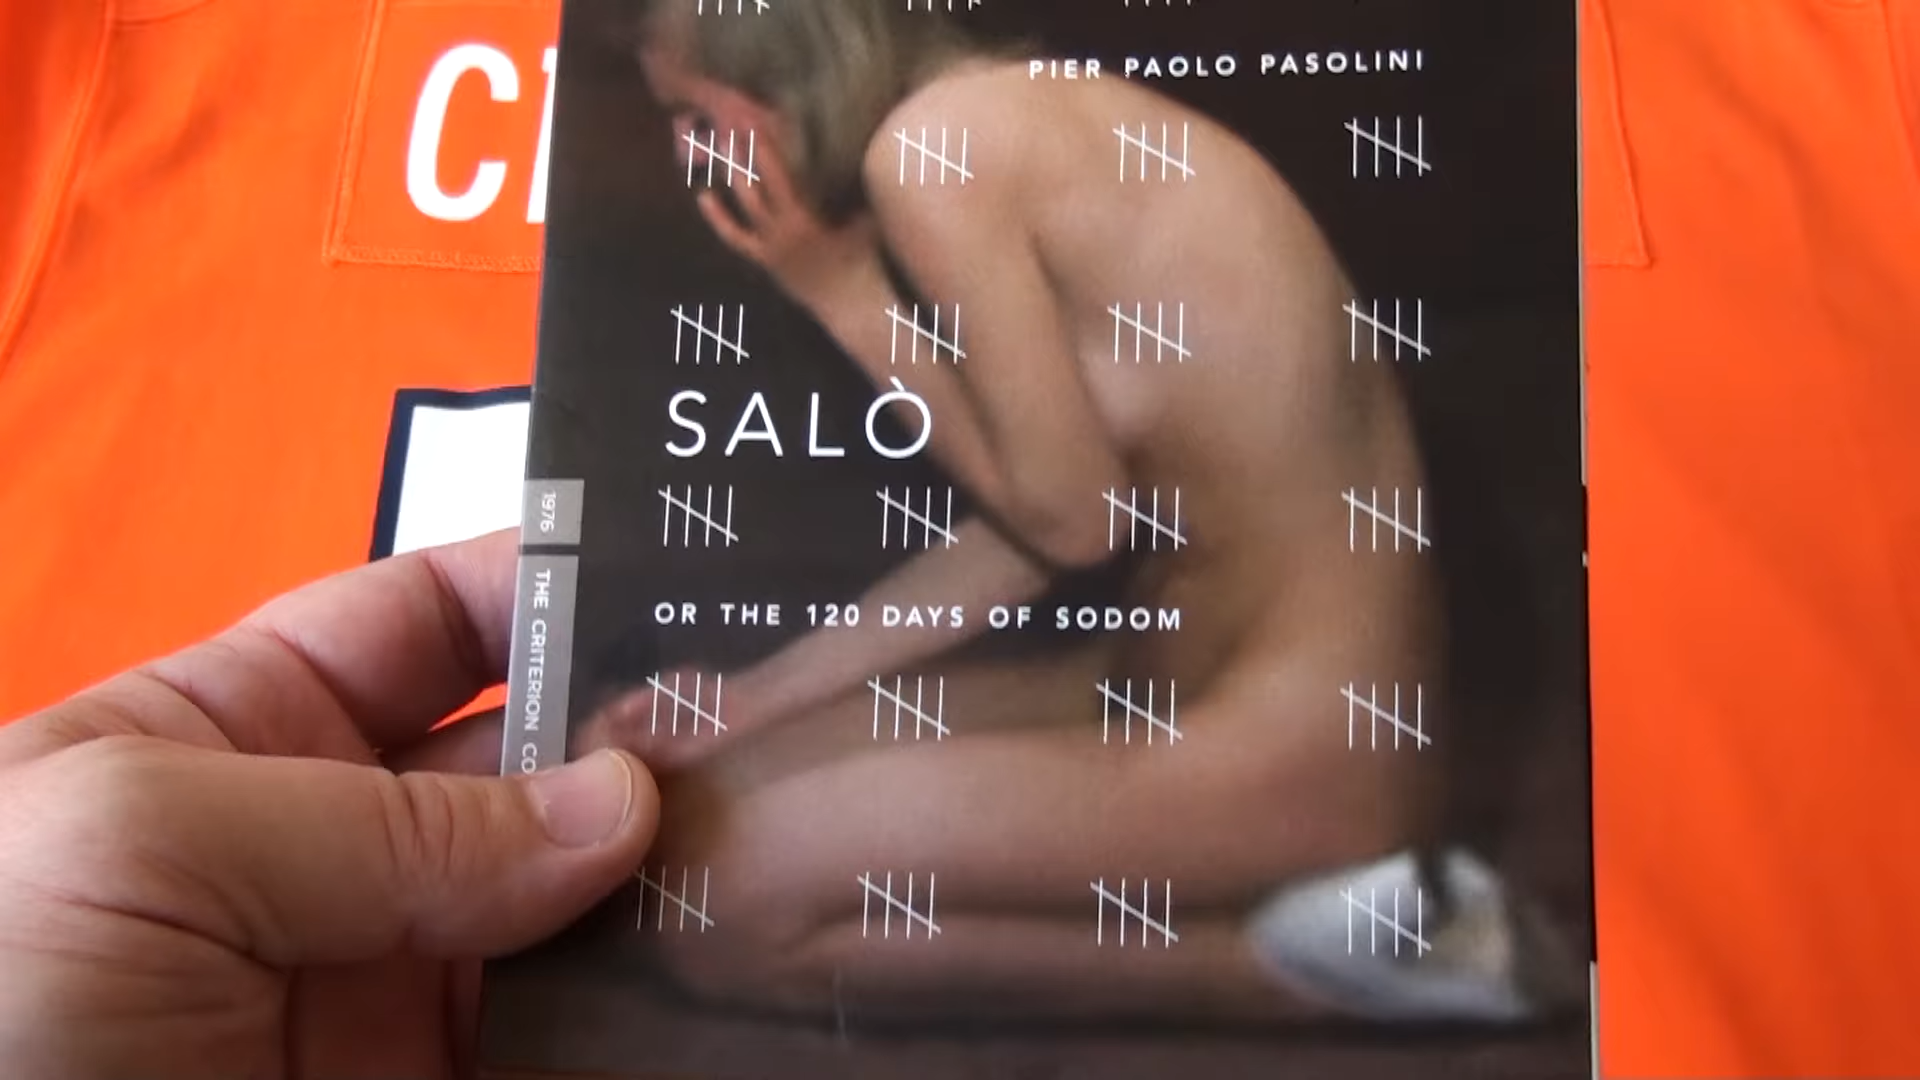 PIER PAOLO PASOLINI
SALÒ
OR THE 120 DAYS OF SODOM
1976
THE CRITERION CO
C